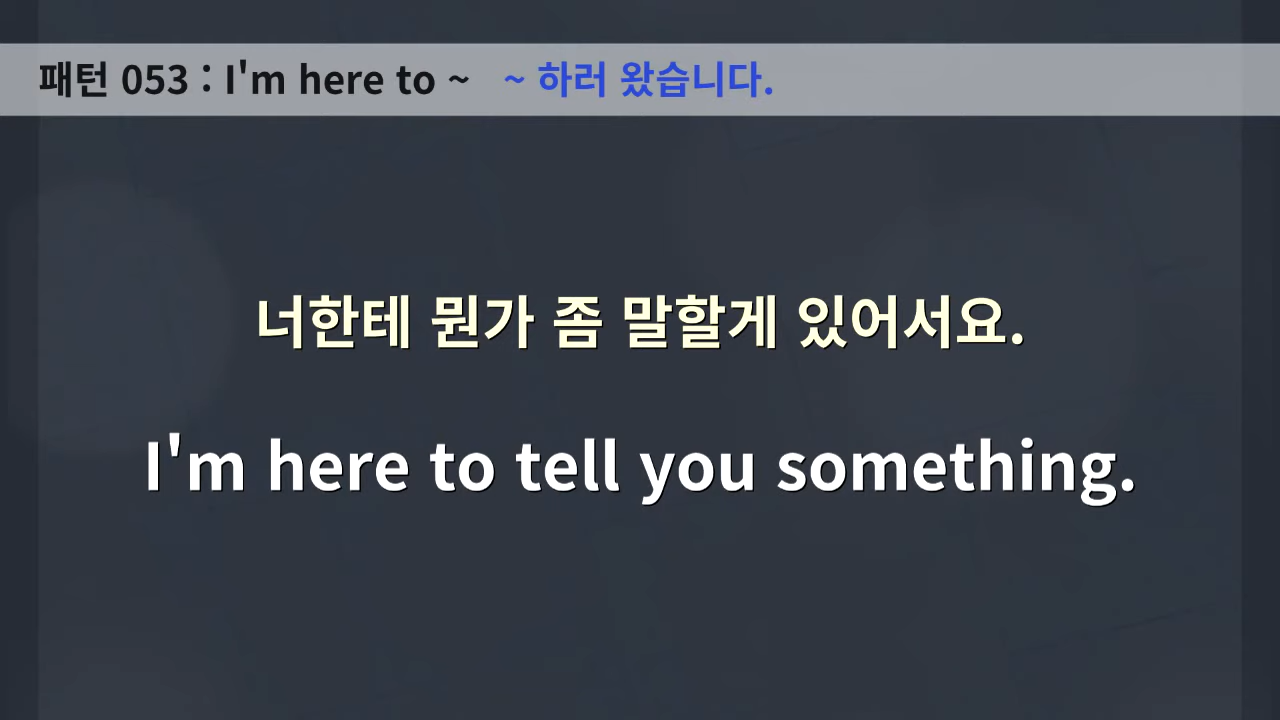 패턴 053 : I'm here to ~ ~ 하러 왔습니다.
너한테 뭔가 좀 말할게 있어서요.
I'm here to tell you something.